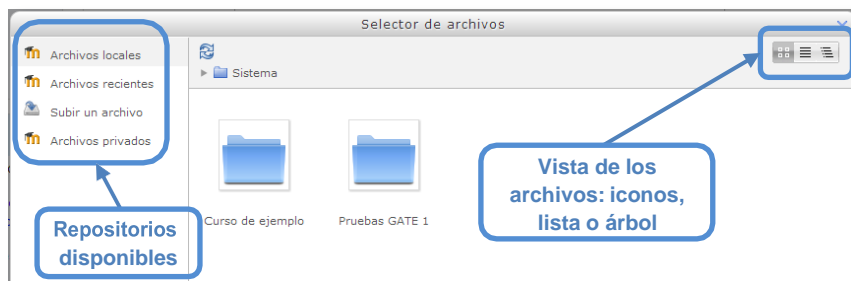 Selector de archivos
Archivos locales
Archivos recientes
Subir un archivo
Archivos privados
Sistema
Curso de ejemplo
Pruebas GATE 1
Repositorios
disponibles
Vista de los
archivos: iconos,
lista o árbol